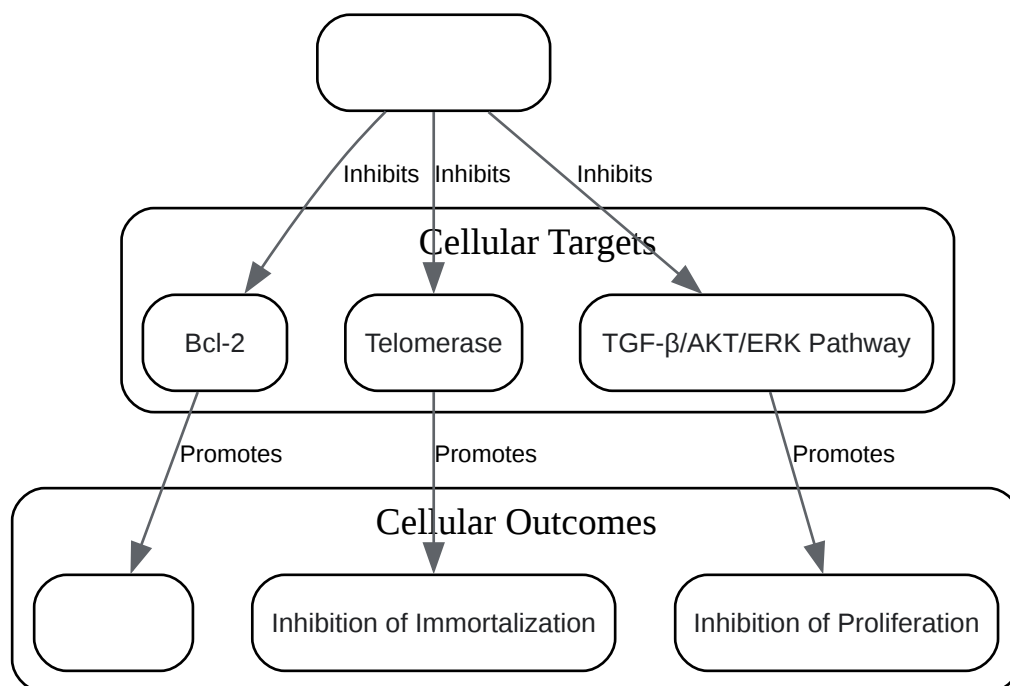 Inhibits
Inhibits
Inhibits
Cellular Targets
Bcl-2
Telomerase
TGF-β/AKT/ERK Pathway
Promotes
Promotes
Promotes
Cellular Outcomes
Inhibition of Immortalization
Inhibition of Proliferation